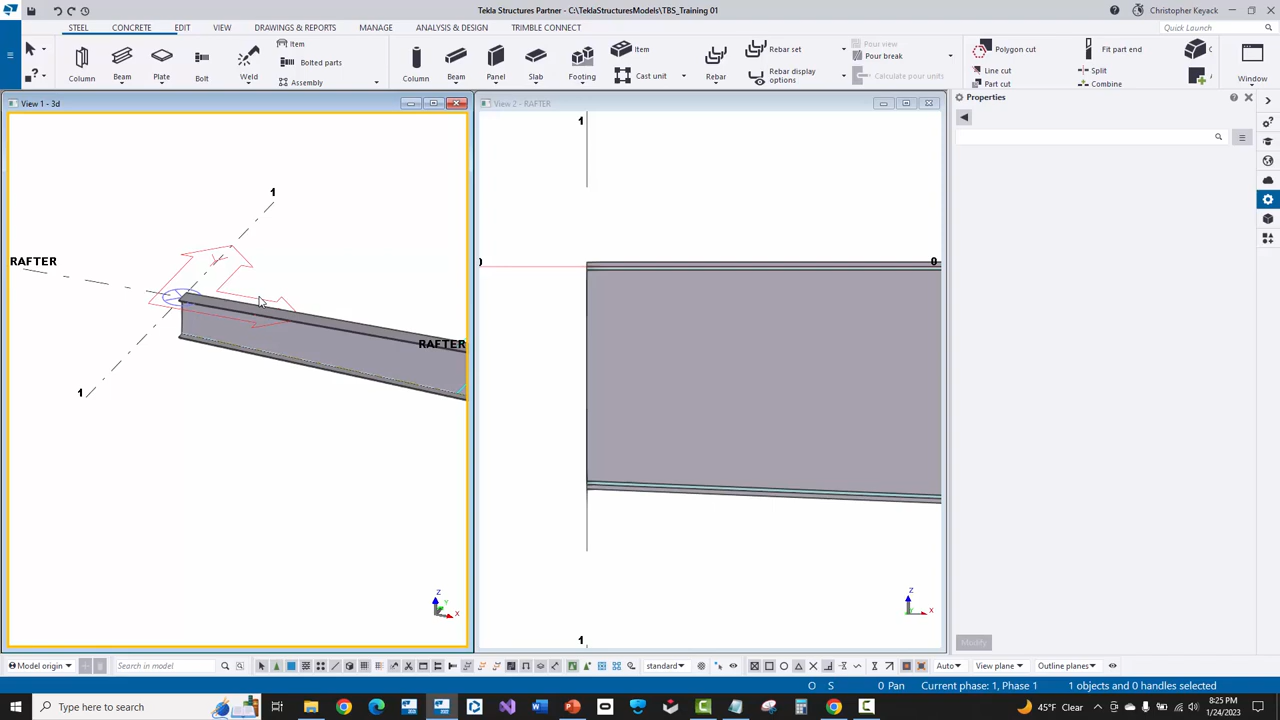 Tekla Structures Partner - C:\TeklaStructuresModels\TBS_Training 01
Christopher Keyack
STEEL CONCRETE EDIT VIEW DRAWINGS & REPORTS MANAGE ANALYSIS & DESIGN TRIMBLE CONNECT
Quick Launch
Item Item Rebar set Pour view Polygon cut Fit part end
Pour break
Bolted parts Cast unit Rebar display options Calculate pour units Line cut Split
Column Beam Plate Bolt Weld Assembly Column Beam Panel Slab Footing Rebar Part cut Combine Window
View 1 - 3d
View 2 - RAFTER
Properties
1
1
RAFTER
RAFTER
1
0
1
Z
Y
X
Z
Y
X
Modify
Model origin Search in model standard Auto View plane Outline planes
O S 0 Pan Current phase: 1, Phase 1 1 objects and 0 handles selected
Type here to search
45°F Clear
8:25 PM
1/24/2023